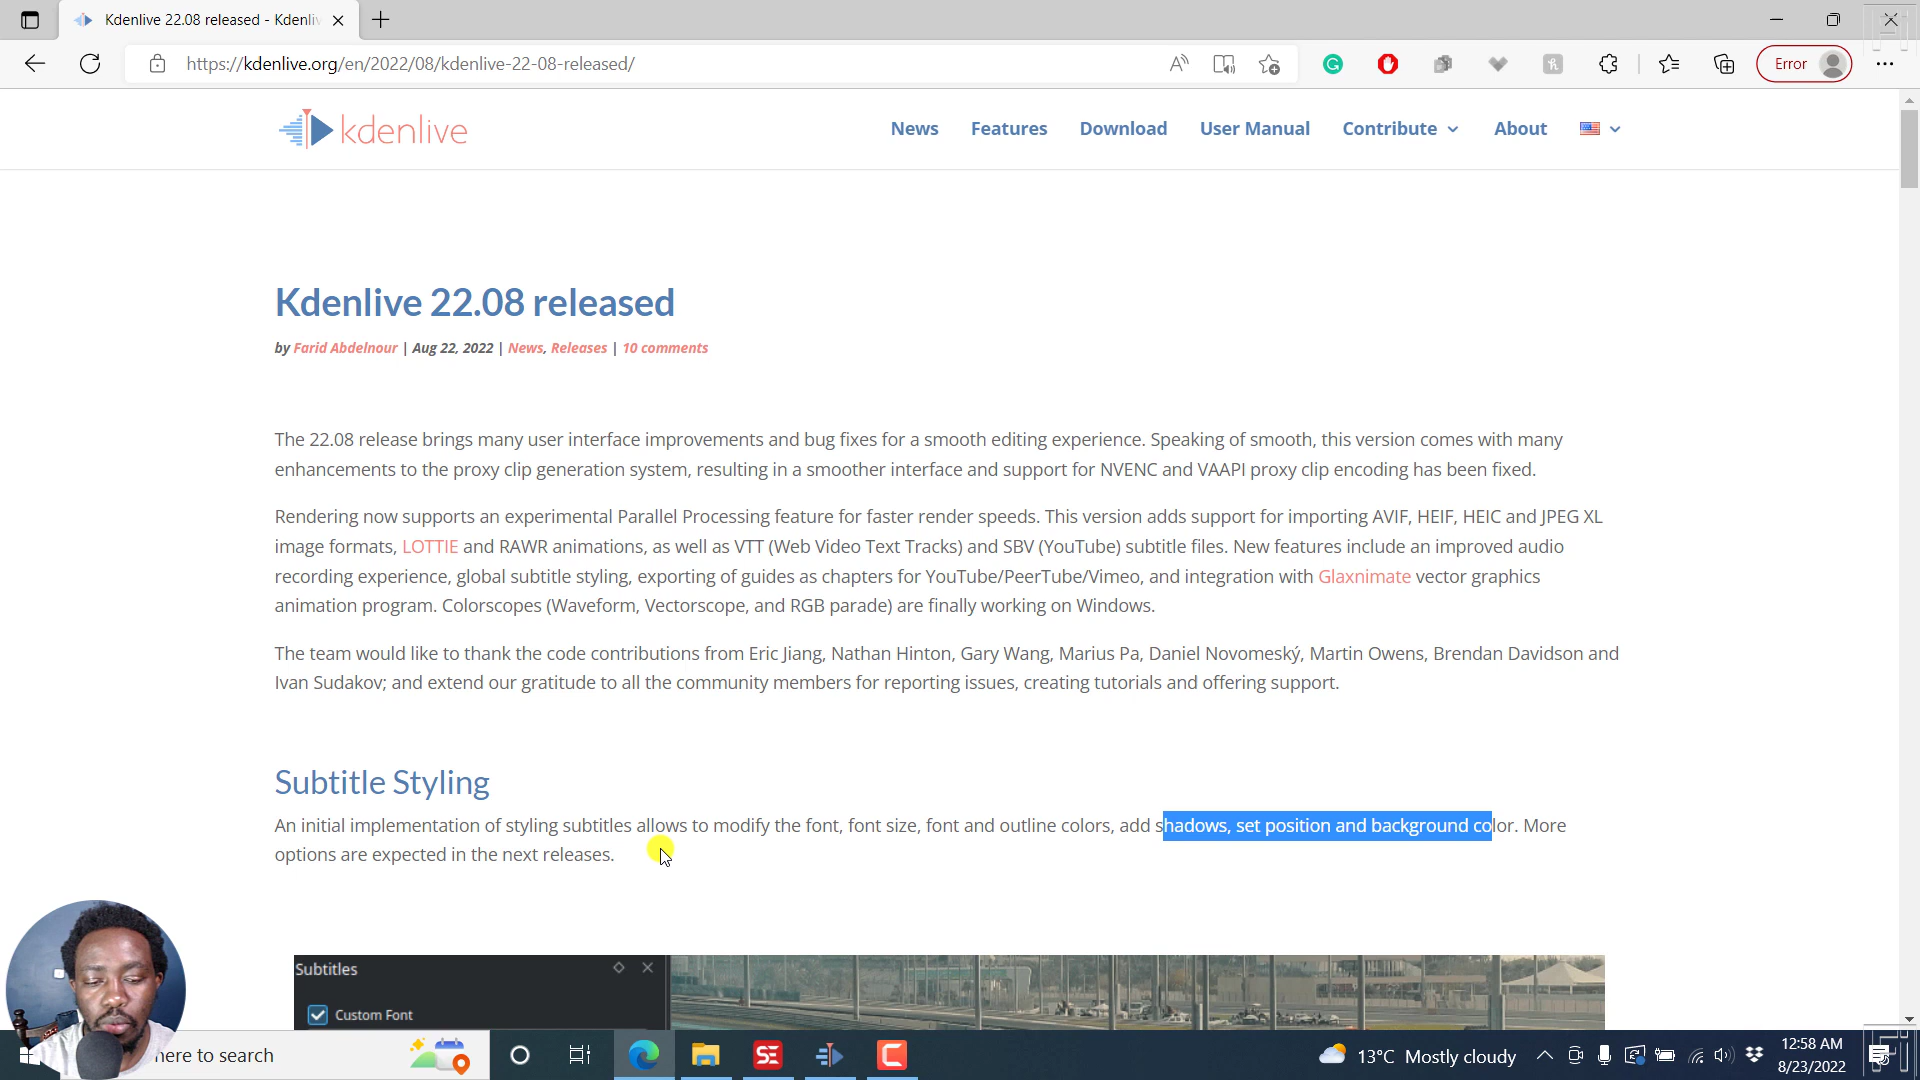 Kdenlive 22.08 released - Kdenliv
https://kdenlive.org/en/2022/08/kdenlive-22-08-released/
Error
kdenlive
News Features Download User Manual Contribute About
Kdenlive 22.08 released
by Farid Abdelnour | Aug 22, 2022 | News, Releases | 10 comments
The 22.08 release brings many user interface improvements and bug fixes for a smooth editing experience. Speaking of smooth, this version comes with many
enhancements to the proxy clip generation system, resulting in a smoother interface and support for NVENC and VAAPI proxy clip encoding has been fixed.
Rendering now supports an experimental Parallel Processing feature for faster render speeds. This version adds support for importing AVIF, HEIF, HEIC and JPEG XL
image formats, LOTTIE and RAWR animations, as well as VTT (Web Video Text Tracks) and SBV (YouTube) subtitle files. New features include an improved audio
recording experience, global subtitle styling, exporting of guides as chapters for YouTube/PeerTube/Vimeo, and integration with Glaxnimate vector graphics
animation program. Colorscopes (Waveform, Vectorscope, and RGB parade) are finally working on Windows.
The team would like to thank the code contributions from Eric Jiang, Nathan Hinton, Gary Wang, Marius Pa, Daniel Novomeský, Martin Owens, Brendan Davidson and
Ivan Sudakov; and extend our gratitude to all the community members for reporting issues, creating tutorials and offering support.
Subtitle Styling
An initial implementation of styling subtitles allows to modify the font, font size, font and outline colors, add shadows, set position and background color. More
options are expected in the next releases.
Subtitles
Custom Font
here to search
SE
13°C Mostly cloudy
12:58 AM
8/23/2022